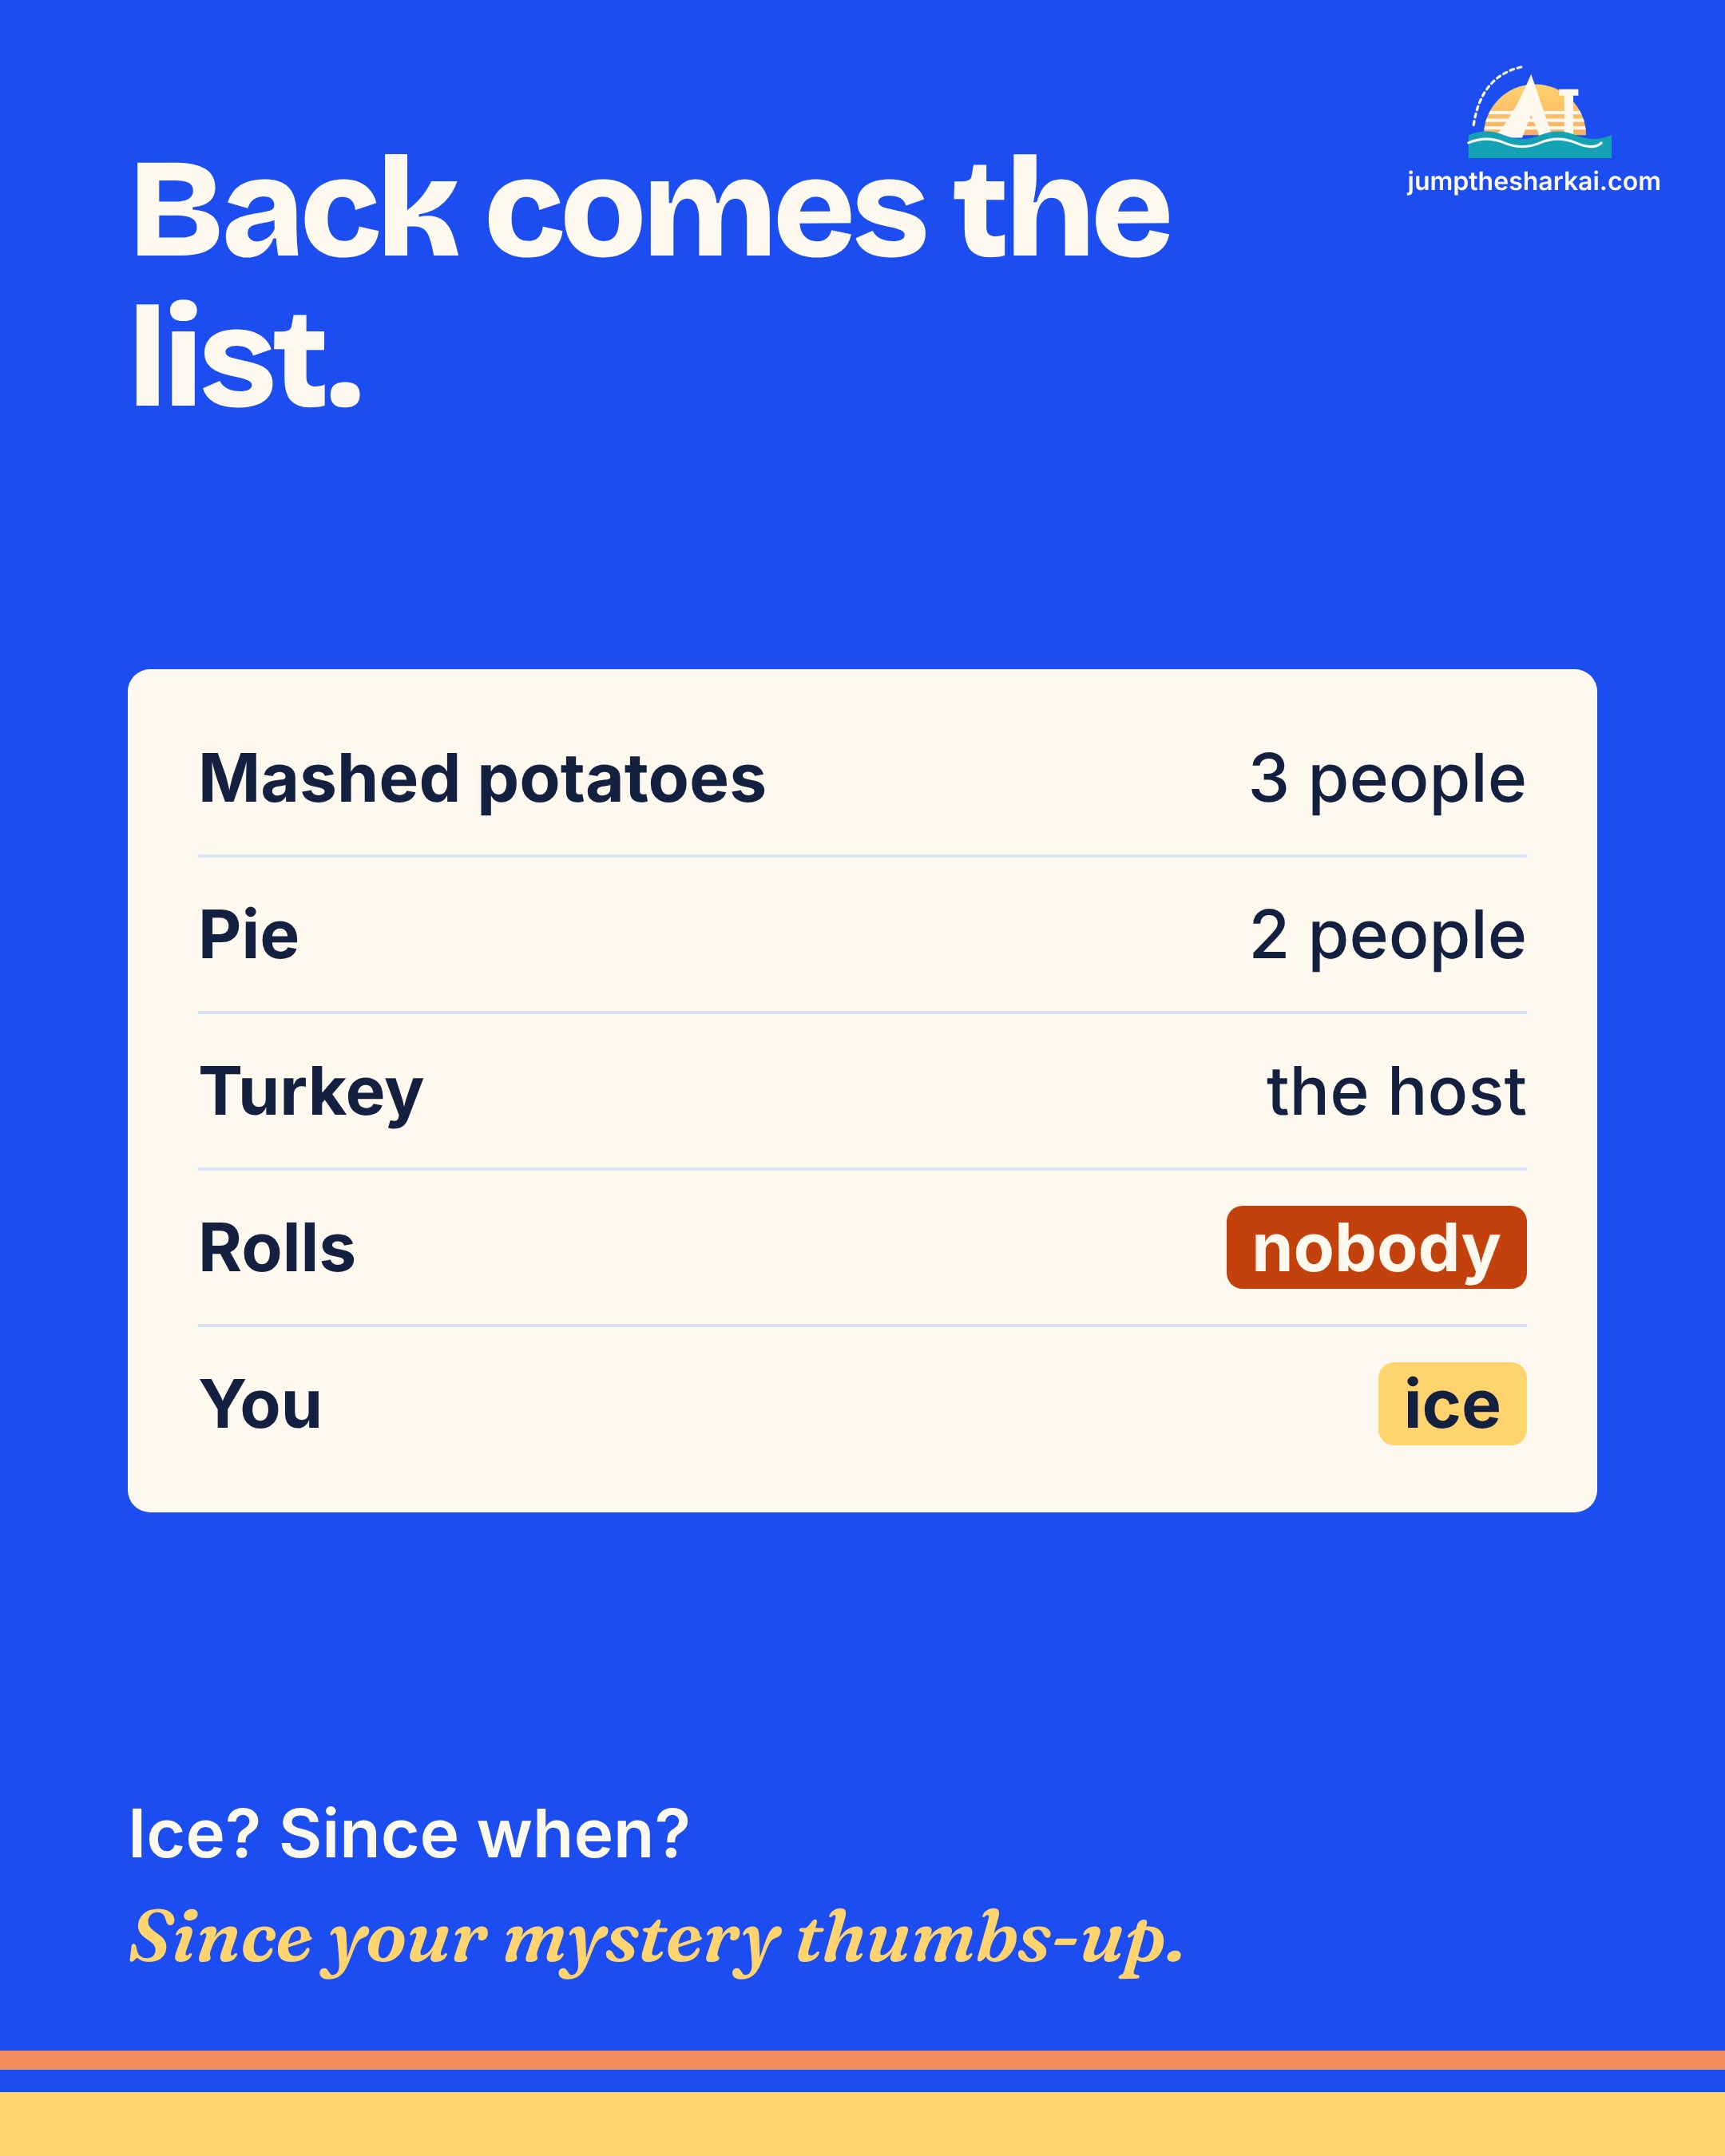 AI
jumpthesharkai.com
Back comes the
list.
Mashed potatoes 3 people
Pie 2 people
Turkey the host
Rolls nobody
You ice
Ice? Since when?
Since your mystery thumbs-up.